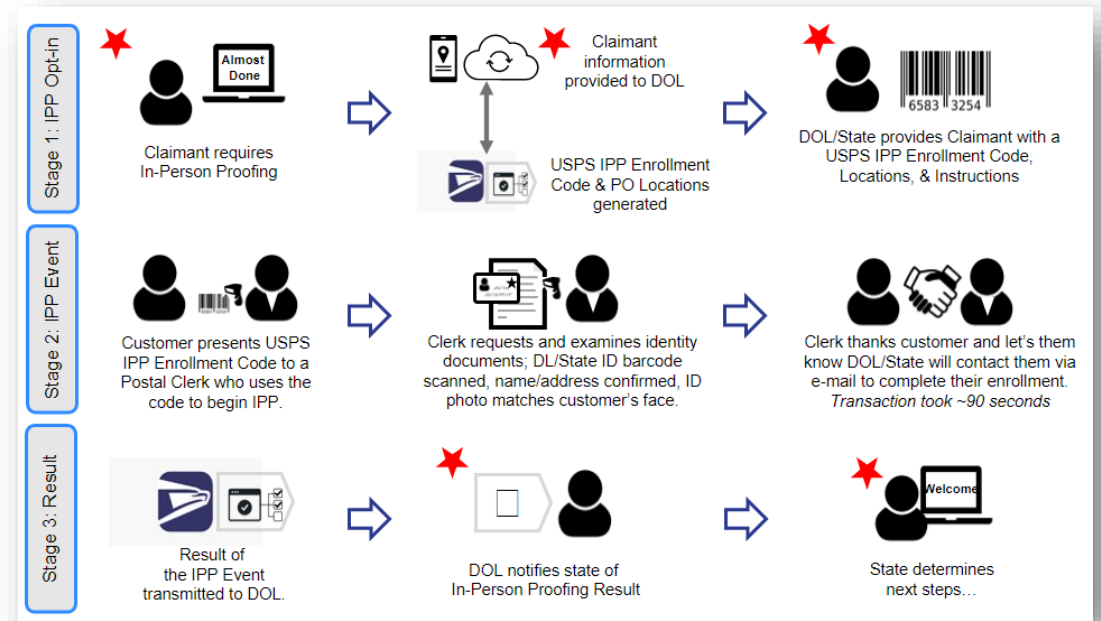 Stage 1: IPP Opt-in
Almost
Done
Claimant requires
In-Person Proofing
Claimant
information
provided to DOL
USPS IPP Enrollment
Code & PO Locations
generated
6583 3254
DOL/State provides Claimant with a
USPS IPP Enrollment Code,
Locations, & Instructions
Stage 2: IPP Event
Customer presents USPS
IPP Enrollment Code to a
Postal Clerk who uses the
code to begin IPP.
Clerk requests and examines identity
documents; DL/State ID barcode
scanned, name/address confirmed, ID
photo matches customer's face.
Clerk thanks customer and let's them
know DOL/State will contact them via
e-mail to complete their enrollment.
Transaction took ~90 seconds
Stage 3: Result
Result of
the IPP Event
transmitted to DOL.
DOL notifies state of
In-Person Proofing Result
Welcome
State determines
next steps…